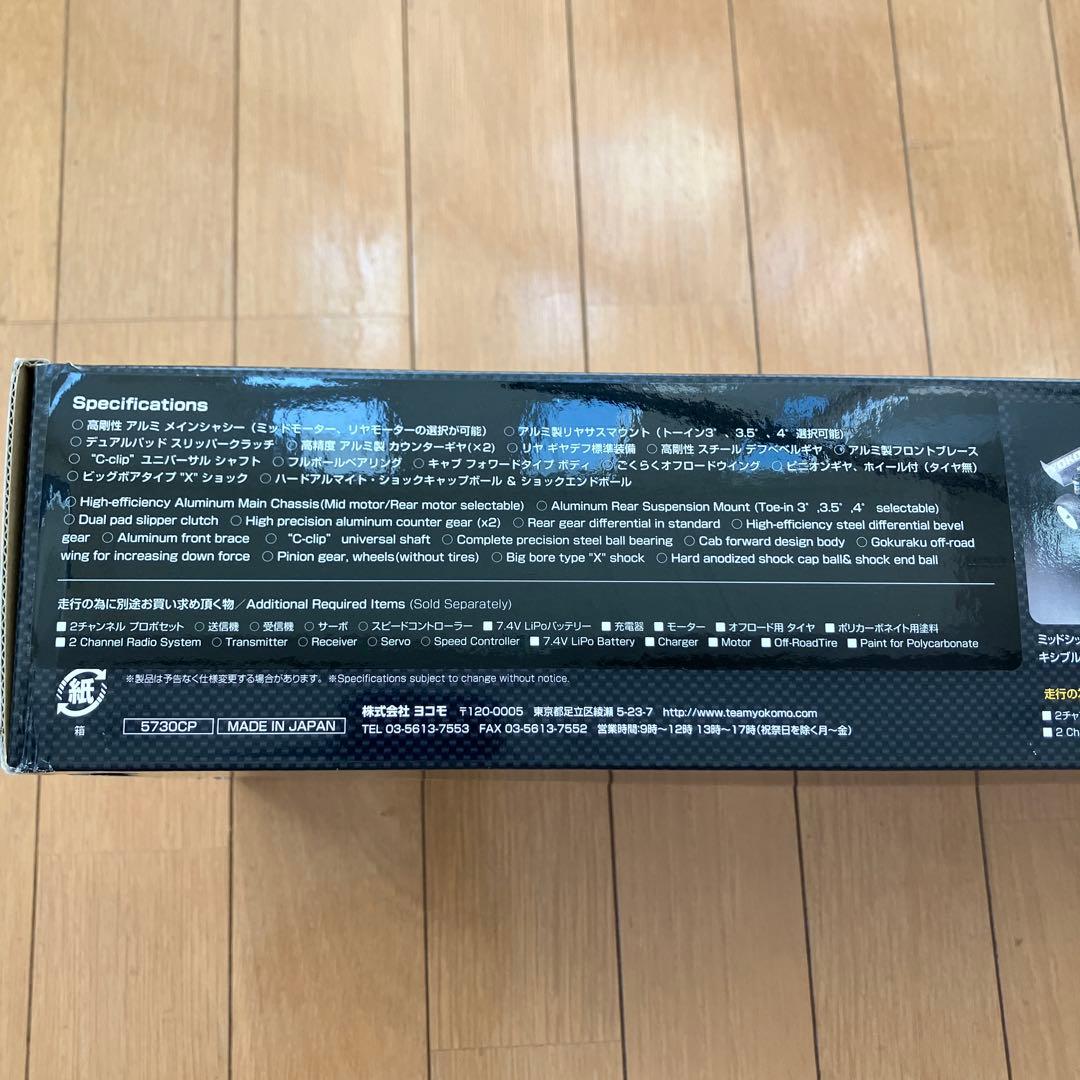 Specifications
○ 高剛性 アルミ メインシャシー (ミッドモーター、リヤモーターの選択が可能) ○ アルミ製リヤサスマウント (トーイン3°、3.5°、4° 選択可能)
○ デュアルパッド スリッパークラッチ ○ 高精度 アルミ製 カウンターギヤ(×2) ○ リヤ ギヤデフ標準装備 ○ 高剛性 スチール デフベベルギヤ ○ アルミ製フロントブレース
○ “C-clip” ユニバーサル シャフト ○ フルボールベアリング ○ キャブ フォワードタイプ ボディ ○ ごくらくオフロードウイング ○ ピニオンギヤ、ホイール付 (タイヤ無)
○ ビッグボアタイプ "X" ショック ○ ハードアルマイト・ショックキャップボール & ショックエンドボール
○ High-efficiency Aluminum Main Chassis(Mid motor/Rear motor selectable) ○ Aluminum Rear Suspension Mount (Toe-in 3° ,3.5° ,4° selectable)
○ Dual pad slipper clutch ○ High precision aluminum counter gear (x2) ○ Rear gear differential in standard ○ High-efficiency steel differential bevel
gear ○ Aluminum front brace ○ “C-clip” universal shaft ○ Complete precision steel ball bearing ○ Cab forward design body ○ Gokuraku off-road
wing for increasing down force ○ Pinion gear, wheels(without tires) ○ Big bore type "X" shock ○ Hard anodized shock cap ball& shock end ball
走行の為に別途お買い求め頂く物／Additional Required Items (Sold Separately)
■ 2チャンネル プロポセット ○ 送信機 ○ 受信機 ○ サーボ ○ スピードコントローラー ■ 7.4V LiPoバッテリー ■ 充電器 ■ モーター ■ オフロード用 タイヤ ■ ポリカーボネイト用塗料
■ 2 Channel Radio System ○ Transmitter ○ Receiver ○ Servo ○ Speed Controller ■ 7.4V LiPo Battery ■ Charger ■ Motor ■ Off-RoadTire ■ Paint for Polycarbonate
紙
箱
※製品は予告なく仕様変更する場合があります。※Specifications subject to change without notice.
5730CP MADE IN JAPAN
株式会社 ヨコモ 〒120-0005 東京都足立区綾瀬 5-23-7 http://www.teamyokomo.com
TEL 03-5613-7553 FAX 03-5613-7552 営業時間:9時〜12時 13時〜17時(祝祭日を除く月〜金)
ミッドシッ
キシブル
走行の為
■ 2チャ
■ 2 Cha